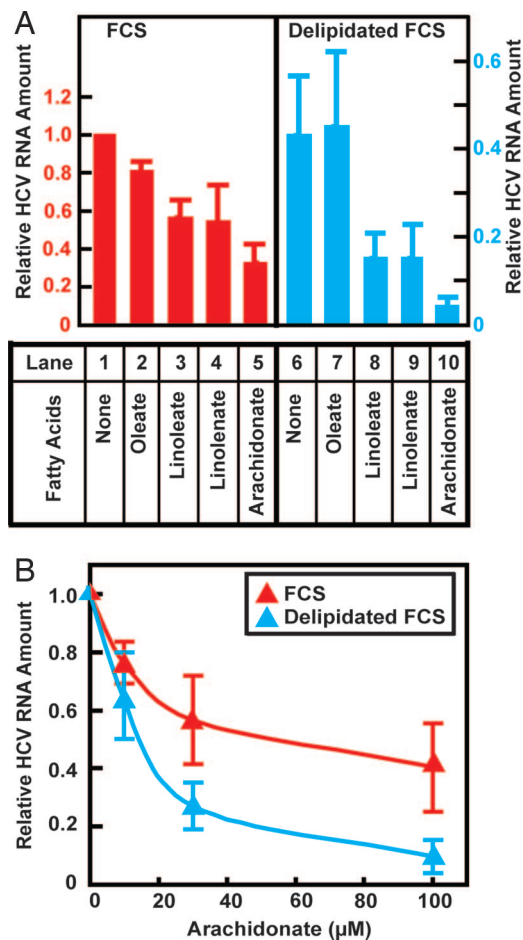 A
FCS
Delipidated FCS
Relative HCV RNA Amount
1.2
1.0
0.8
0.6
0.4
0.2
0
0.6
0.4
0.2
0
Relative HCV RNA Amount
Lane 1 2 3 4 5 6 7 8 9 10
Fatty Acids None Oleate Linoleate Linolenate Arachidonate None Oleate Linoleate Linolenate Arachidonate
B
FCS
Delipidated FCS
Relative HCV RNA Amount
1.0
0.8
0.6
0.4
0.2
0
0 20 40 60 80 100
Arachidonate (μM)